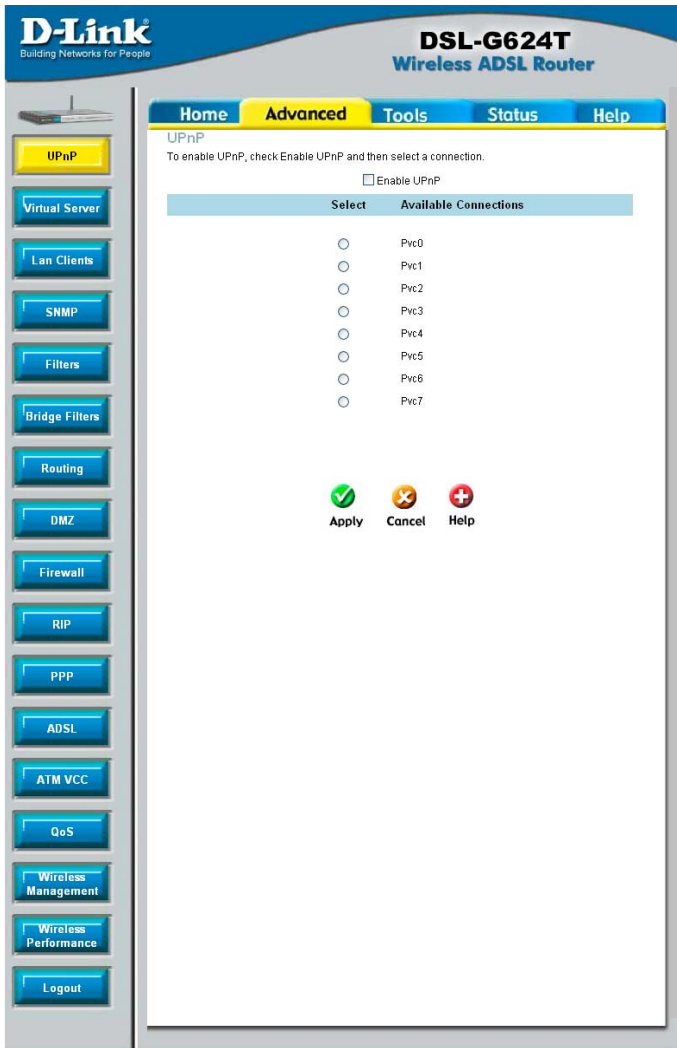 D-Link
Building Networks for People
DSL-G624T
Wireless ADSL Router
Home Advanced Tools Status Help
UPnP
Virtual Server
Lan Clients
SNMP
Filters
Bridge Filters
Routing
DMZ
Firewall
RIP
PPP
ADSL
ATM VCC
QoS
Wireless
Management
Wireless
Performance
Logout
UPnP
To enable UPnP, check Enable UPnP and then select a connection.
Enable UPnP
Select Available Connections
Pvc0
Pvc1
Pvc2
Pvc3
Pvc4
Pvc5
Pvc6
Pvc7
Apply Cancel Help